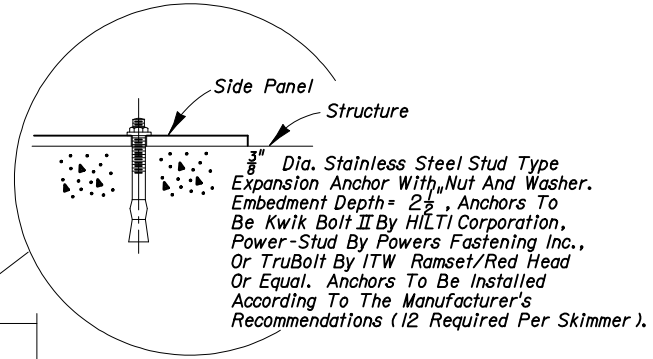 Side Panel
Structure
3/8" Dia. Stainless Steel Stud Type
Expansion Anchor With Nut And Washer.
Embedment Depth = 2 1/2", Anchors To
Be Kwik Bolt II By HILTI Corporation,
Power-Stud By Powers Fastening Inc.,
Or TruBolt By ITW Ramset/Red Head
Or Equal. Anchors To Be Installed
According To The Manufacturer's
Recommendations (12 Required Per Skimmer).